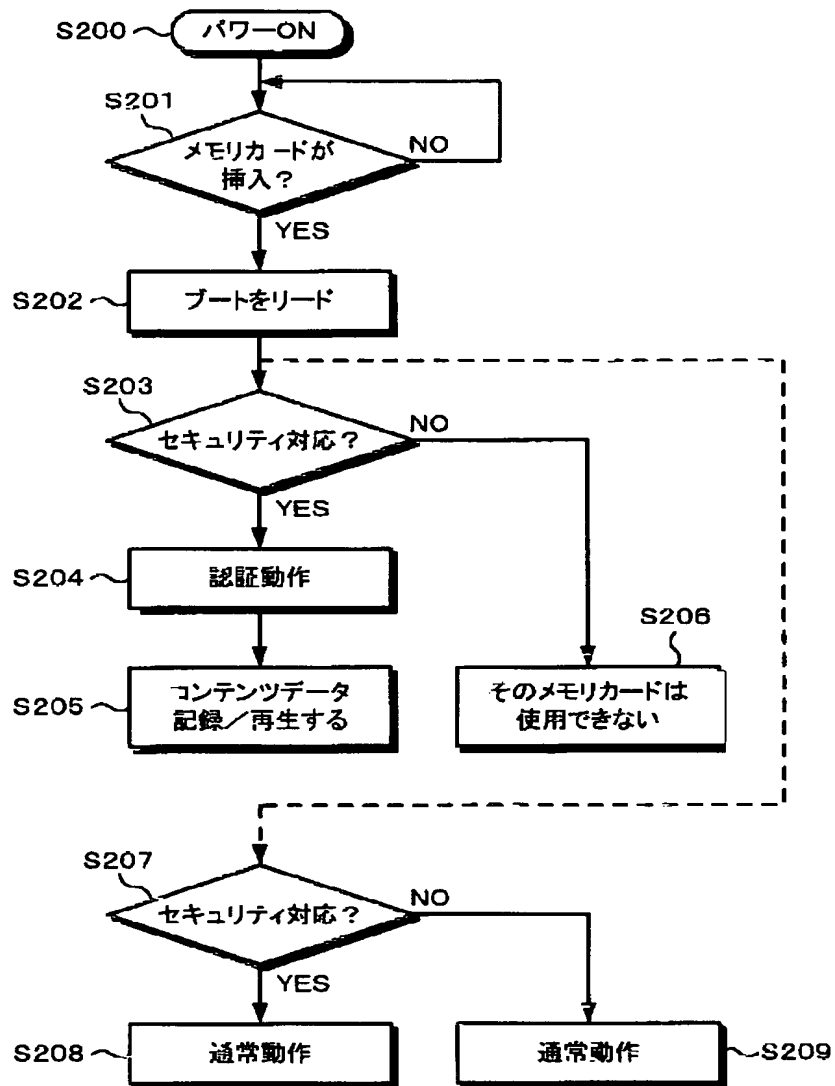 S200
パワーON
S201
メモリカードが
挿入？
NO
YES
S202
ブートをリード
S203
セキュリティ対応？
NO
YES
S204
認証動作
S206
S205
コンテンツデータ
記録／再生する
そのメモリカードは
使用できない
S207
セキュリティ対応？
NO
YES
S208
通常動作
通常動作
S209